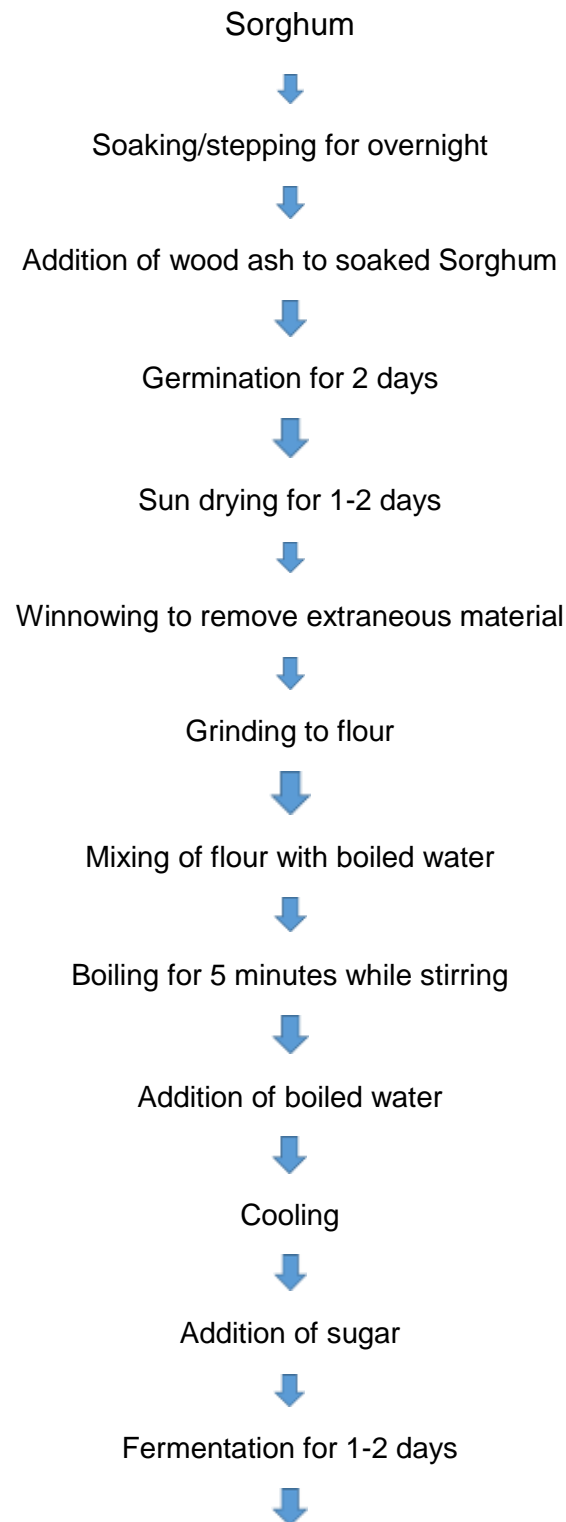 Sorghum
Soaking/stepping for overnight
Addition of wood ash to soaked Sorghum
Germination for 2 days
Sun drying for 1-2 days
Winnowing to remove extraneous material
Grinding to flour
Mixing of flour with boiled water
Boiling for 5 minutes while stirring
Addition of boiled water
Cooling
Addition of sugar
Fermentation for 1-2 days